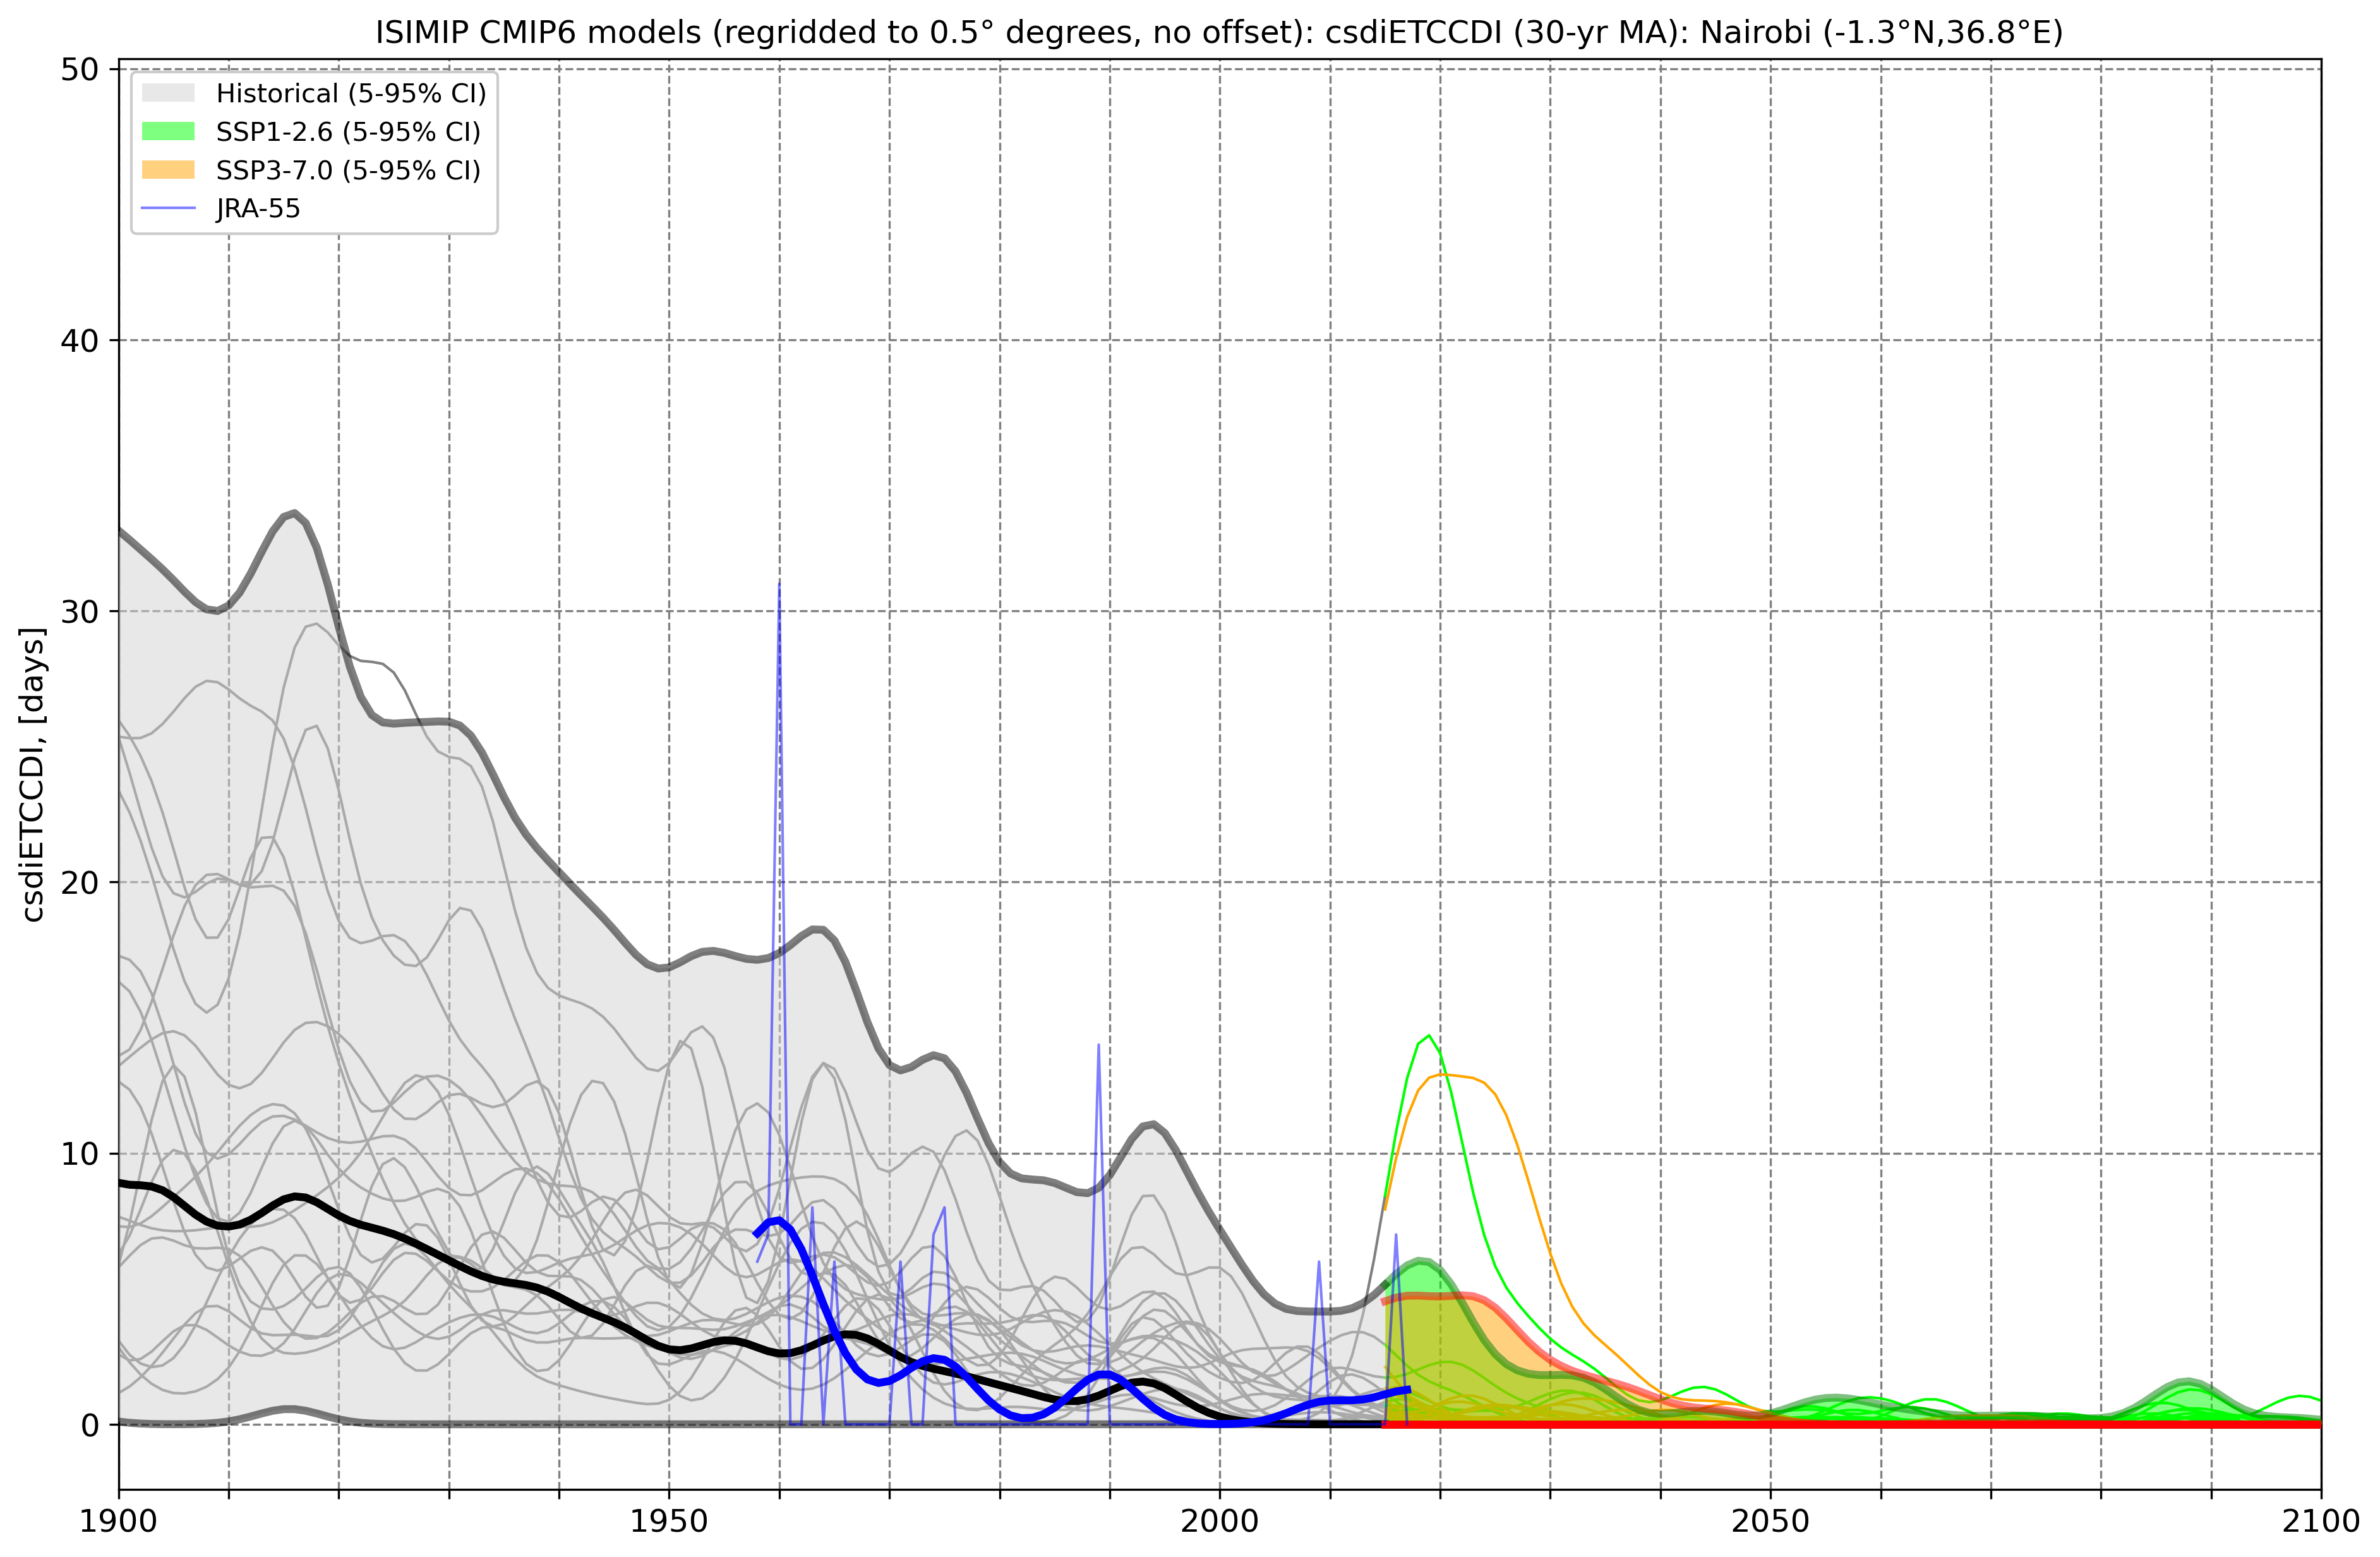 ISIMIP CMIP6 models (regridded to 0.5° degrees, no offset): csdiETCCDI (30-yr MA): Nairobi (-1.3°N,36.8°E)
50
Historical (5-95% CI)
SSP1-2.6 (5-95% CI)
SSP3-7.0 (5-95% CI)
JRA-55
40
30
csdiETCCDI, [days]
20
10
0
1900
1950
2000
2050
2100